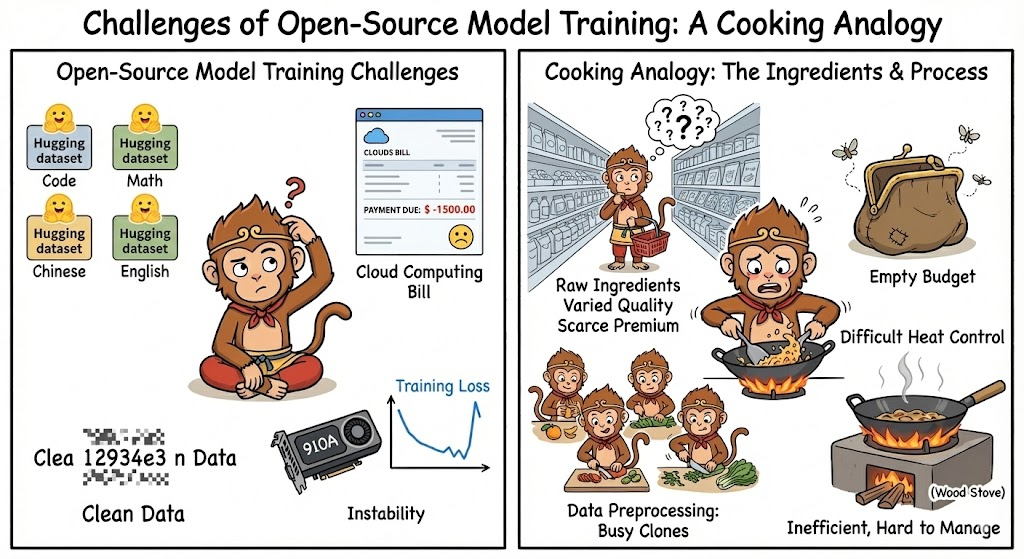 Challenges of Open-Source Model Training: A Cooking Analogy
Open-Source Model Training Challenges
Hugging
dataset
Code
Hugging
dataset
Math
Hugging
dataset
Chinese
Hugging
dataset
English
?
CLOUDS BILL
PAYMENT DUE: $ -1500.00
Cloud Computing
Bill
Clea 12934e3 n Data
Clean Data
910A
Training Loss
Instability
Cooking Analogy: The Ingredients & Process
? ? ? ? ? ? ?
Raw Ingredients
Varied Quality
Scarce Premium
Empty Budget
Difficult Heat Control
Data Preprocessing:
Busy Clones
(Wood Stove)
Inefficient, Hard to Manage